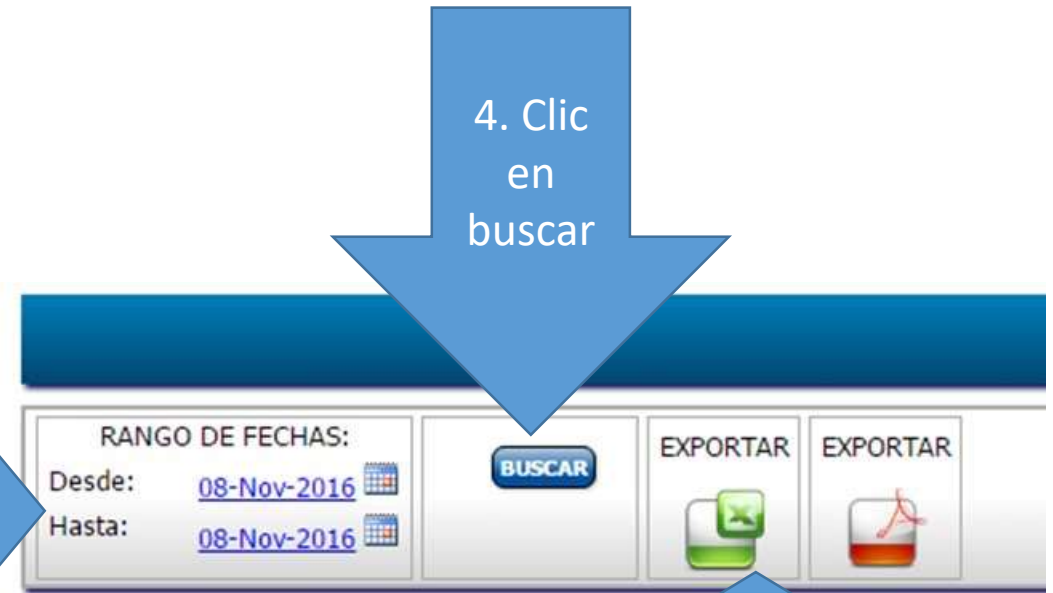 4. Clic
en
buscar
RANGO DE FECHAS:
Desde: 08-Nov-2016
Hasta: 08-Nov-2016
BUSCAR
EXPORTAR
EXPORTAR